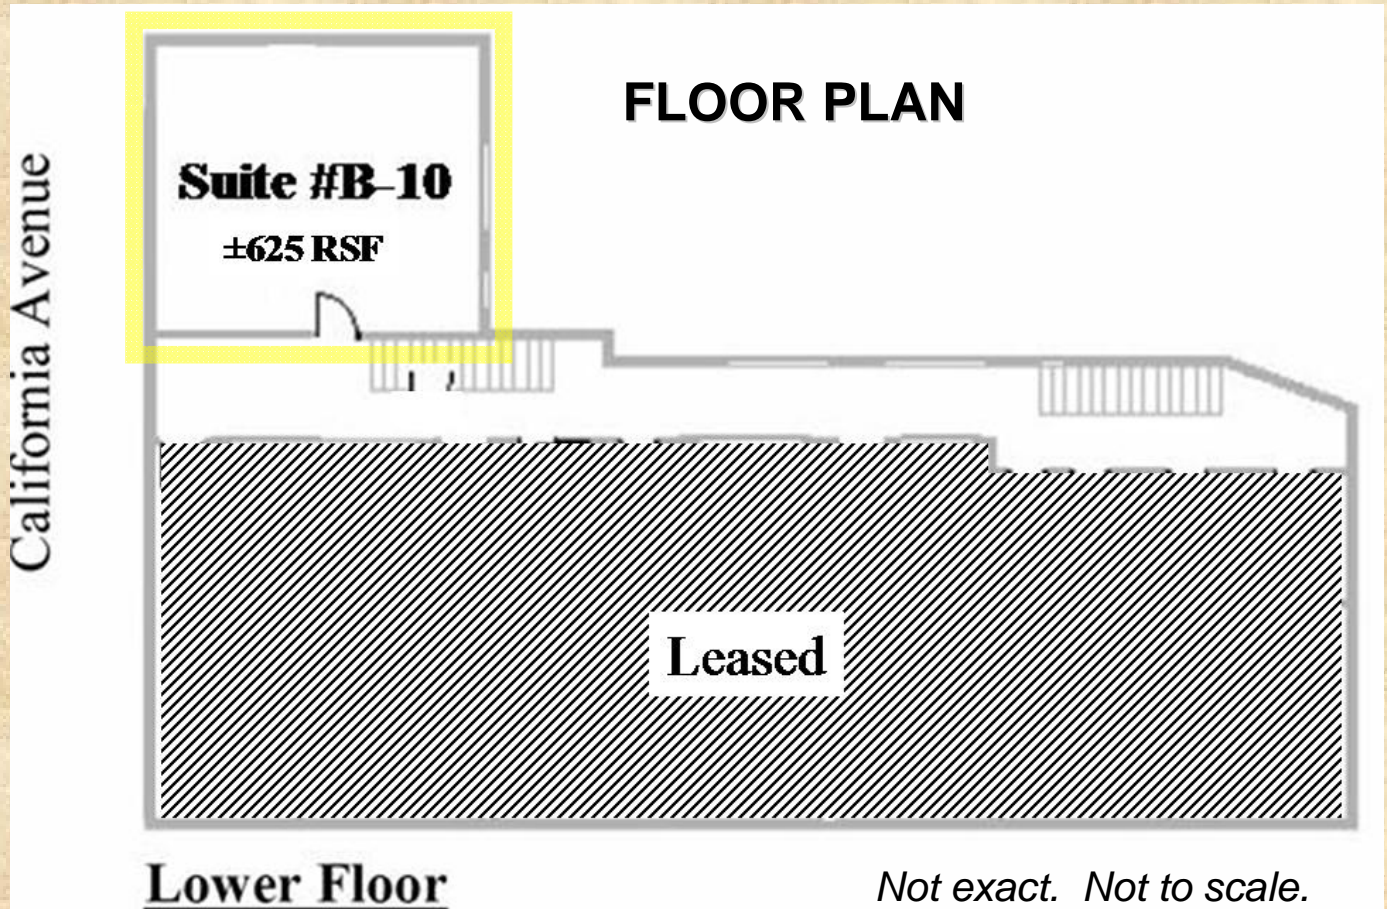 FLOOR PLAN
California Avenue
Suite #B-10
±625 RSF
Leased
Lower Floor
Not exact.  Not to scale.